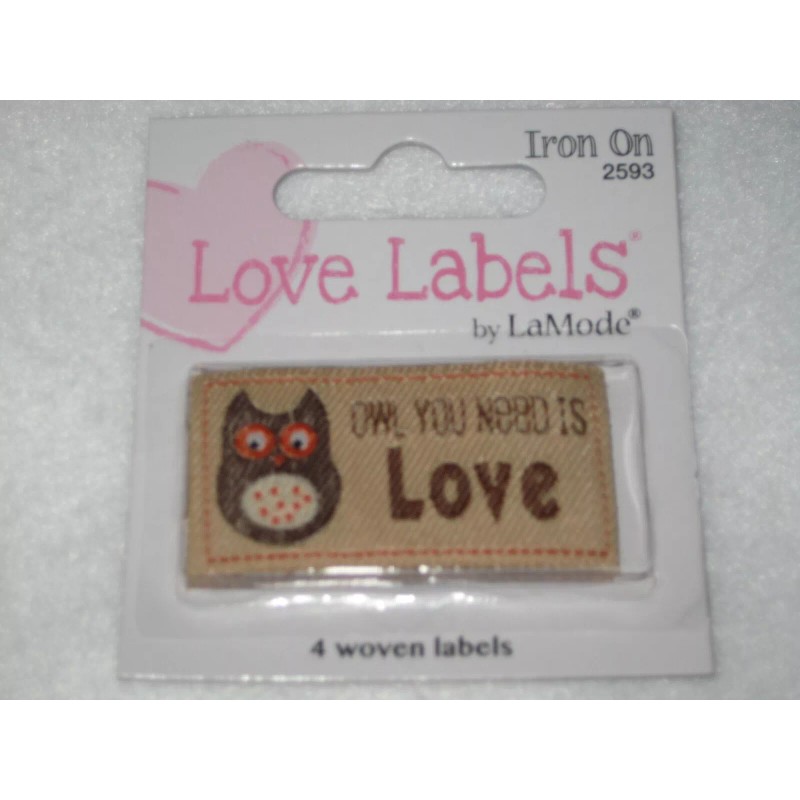 Iron On
2593
Love Labels®
by LaMode®
OWL YOU NEED IS
Love
4 woven labels